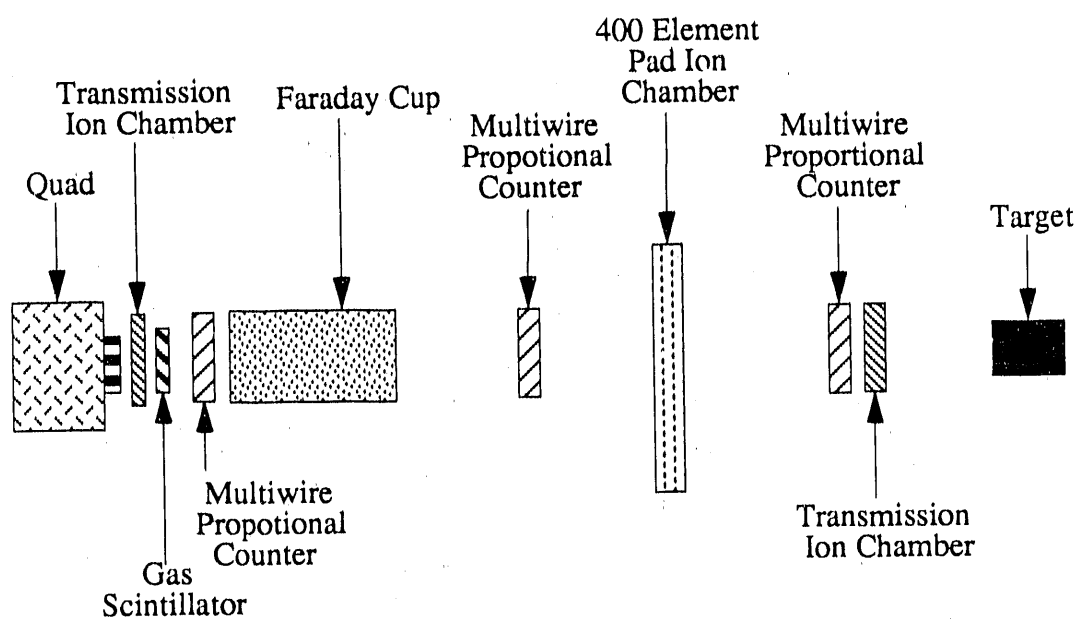 400 Element
Pad Ion
Chamber
Transmission
Ion Chamber
Faraday Cup
Multiwire
Propotional
Counter
Multiwire
Proportional
Counter
Quad
Target
Multiwire
Propotional
Counter
Gas
Scintillator
Transmission
Ion Chamber